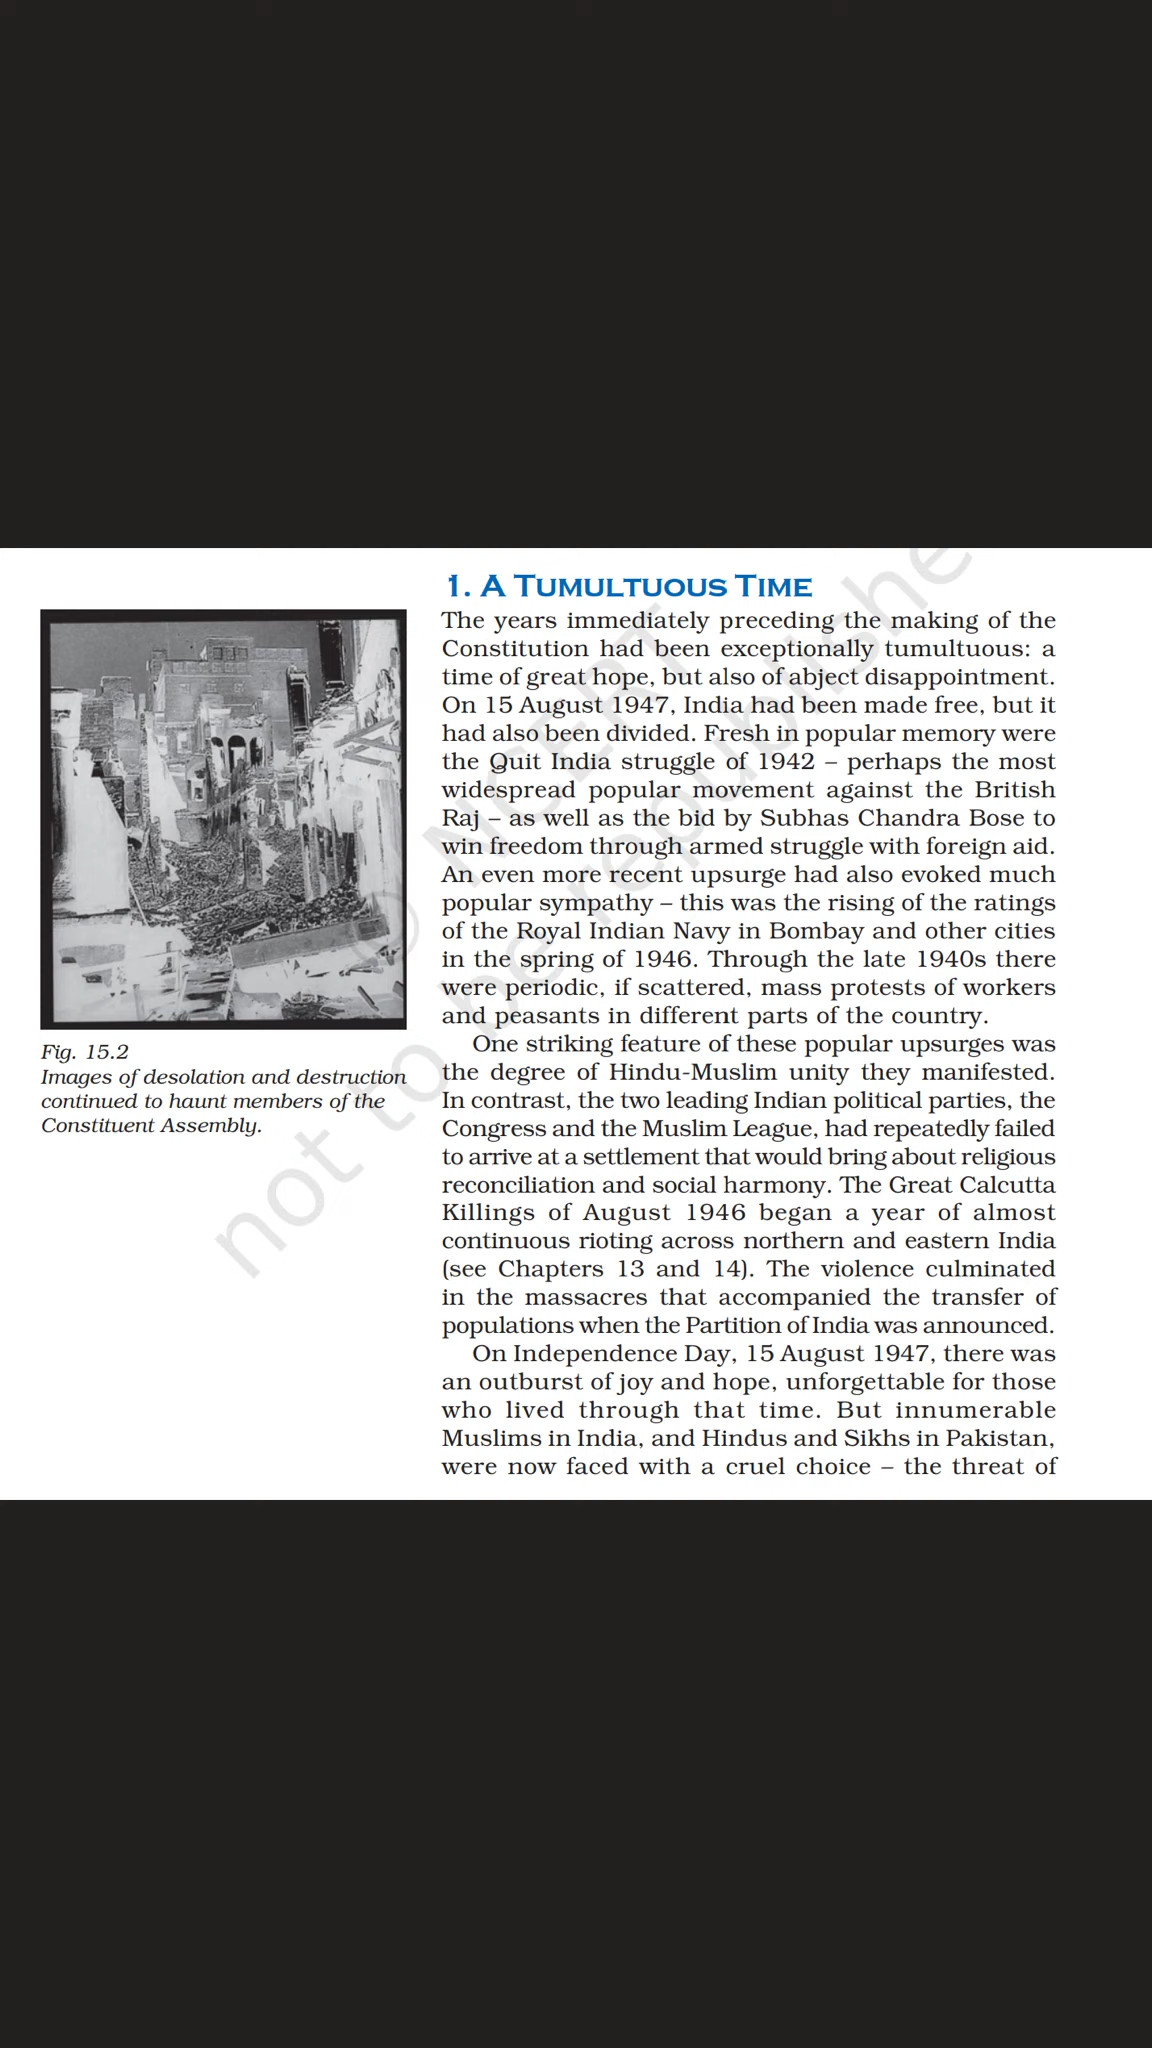 1. A TUMULTUOUS TIME
The years immediately preceding the making of the
Constitution had been exceptionally tumultuous: a
time of great hope, but also of abject disappointment.
On 15 August 1947, India had been made free, but it
had also been divided. Fresh in popular memory were
the Quit India struggle of 1942 – perhaps the most
widespread popular movement against the British
Raj – as well as the bid by Subhas Chandra Bose to
win freedom through armed struggle with foreign aid.
An even more recent upsurge had also evoked much
popular sympathy – this was the rising of the ratings
of the Royal Indian Navy in Bombay and other cities
in the spring of 1946. Through the late 1940s there
were periodic, if scattered, mass protests of workers
and peasants in different parts of the country.
One striking feature of these popular upsurges was
the degree of Hindu-Muslim unity they manifested.
In contrast, the two leading Indian political parties, the
Congress and the Muslim League, had repeatedly failed
to arrive at a settlement that would bring about religious
reconciliation and social harmony. The Great Calcutta
Killings of August 1946 began a year of almost
continuous rioting across northern and eastern India
(see Chapters 13 and 14). The violence culminated
in the massacres that accompanied the transfer of
populations when the Partition of India was announced.
On Independence Day, 15 August 1947, there was
an outburst of joy and hope, unforgettable for those
who lived through that time. But innumerable
Muslims in India, and Hindus and Sikhs in Pakistan,
were now faced with a cruel choice – the threat of
Fig. 15.2
Images of desolation and destruction
continued to haunt members of the
Constituent Assembly.
© NCERT
not to be republishe